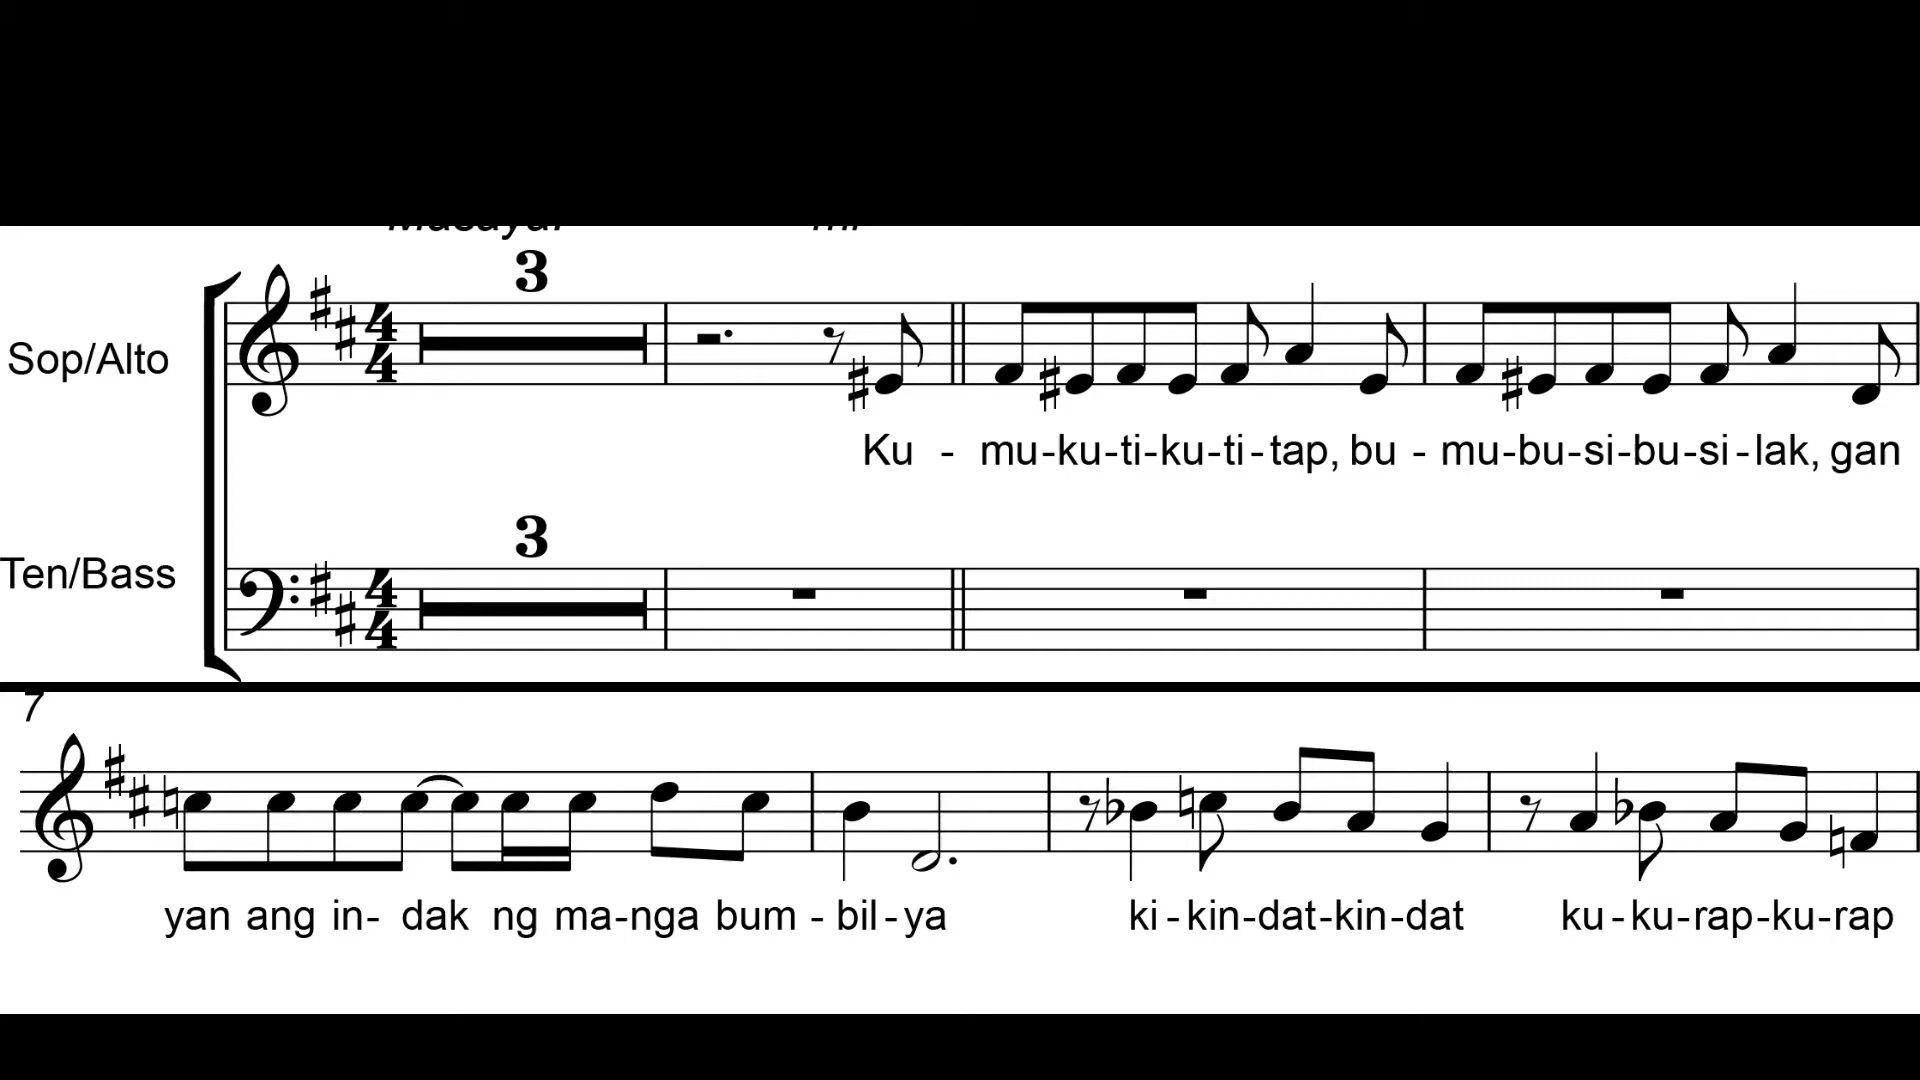 3
Sop/Alto
Ku - mu-ku-ti-ku-ti-tap, bu - mu-bu-si-bu-si-lak, gan
3
Ten/Bass
7
yan ang in- dak ng ma-nga bum - bil-ya ki-kin-dat-kin-dat ku-ku-rap-ku-rap